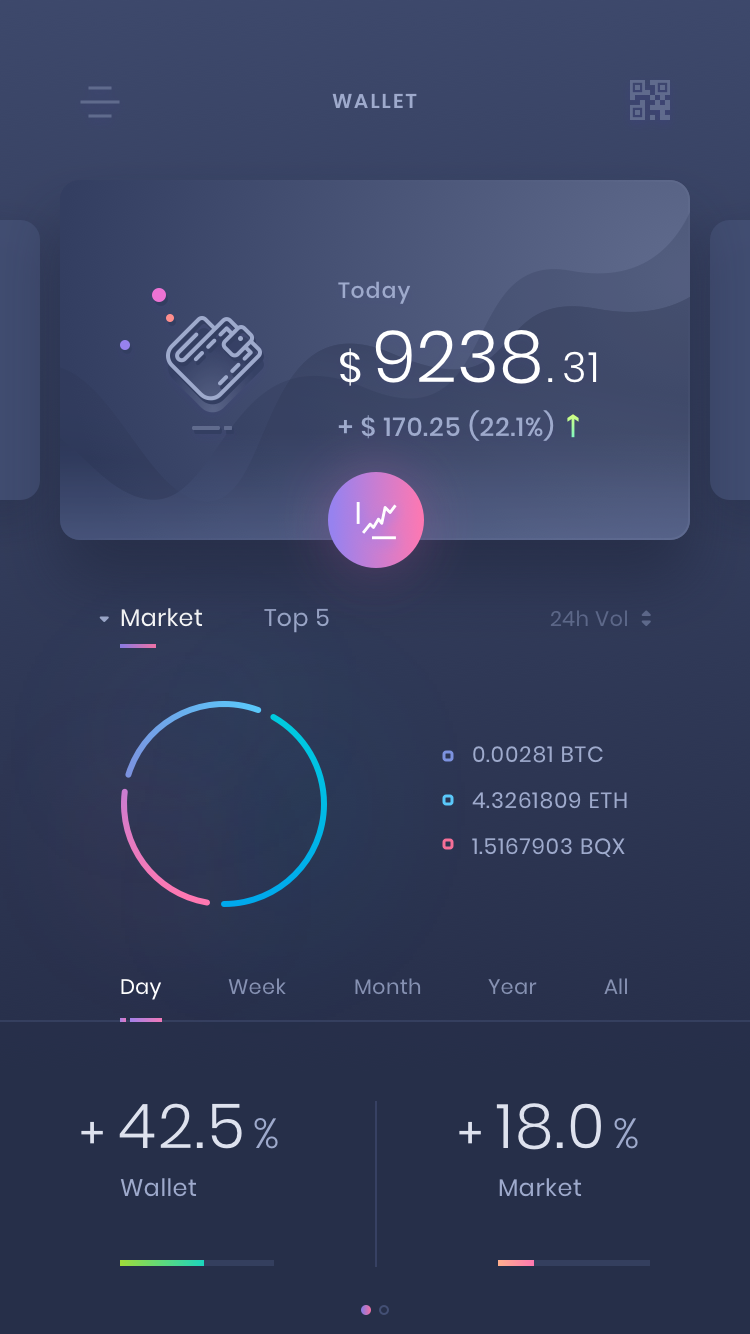 WALLET
Today
$ 9238.31
+ $ 170.25 (22.1%) ↑
Market Top 5 24h Vol
0.00281 BTC
4.3261809 ETH
1.5167903 BQX
Day Week Month Year All
+ 42.5 % + 18.0 %
Wallet Market